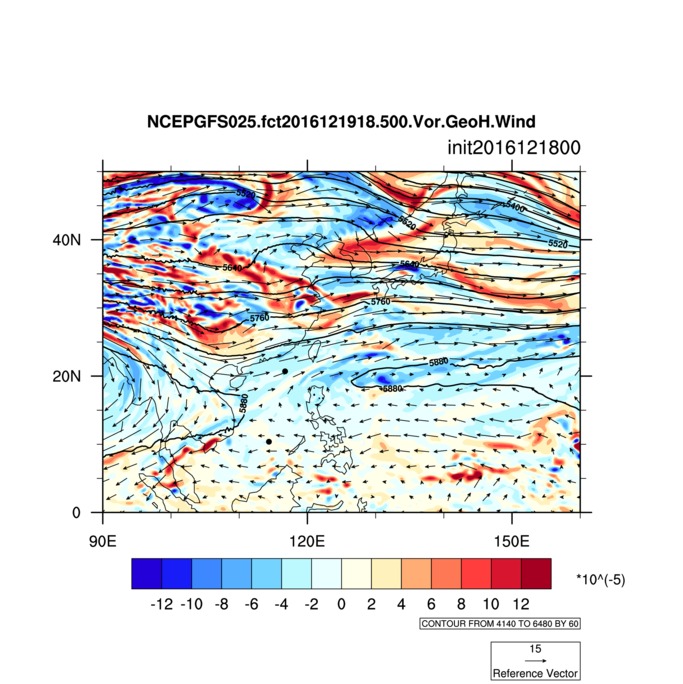 NCEPGFS025.fct2016121918.500.Vor.GeoH.Wind
init2016121800
5520
5400
5520
5520
40N
5640
5640
5760
5760
5880
20N
5880
5880
0
90E 120E 150E
-12 -10 -8 -6 -4 -2 0 2 4 6 8 10 12
*10^(-5)
CONTOUR FROM 4140 TO 6480 BY 60
15
Reference Vector